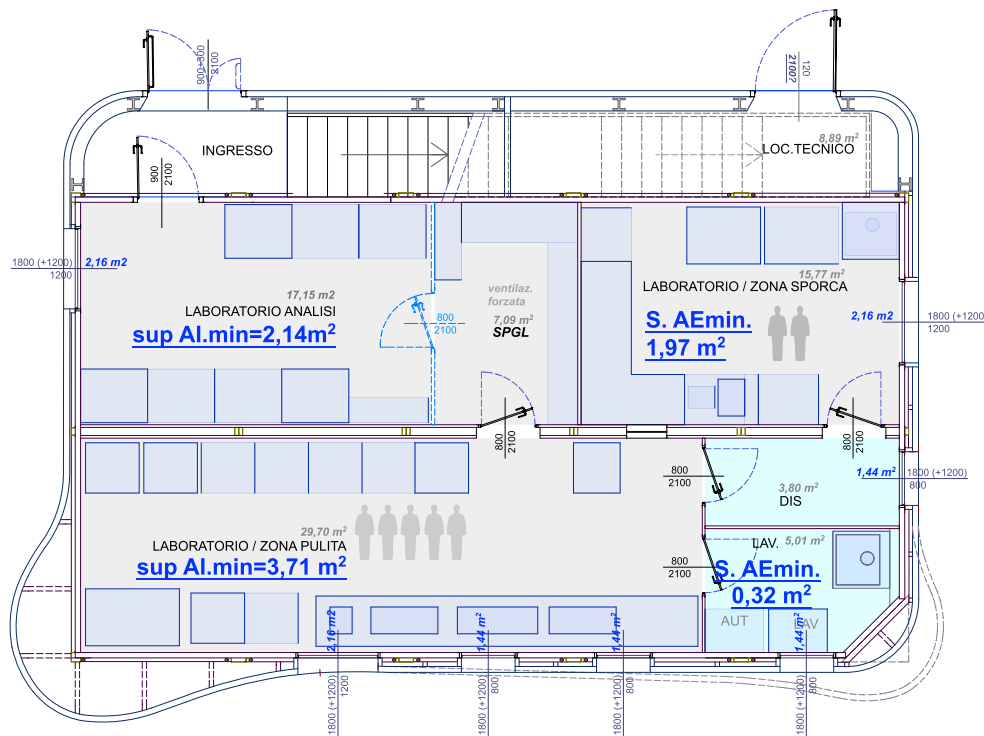 900+300
2100
120
2100?
INGRESSO
8,89 m²
LOC.TECNICO
900
2100
1800 (+1200)
1200
2,16 m2
17,15 m2
LABORATORIO ANALISI
sup AI.min=2,14m²
800
2100
ventilaz.
forzata
7,09 m²
SPGL
15,77 m²
LABORATORIO / ZONA SPORCA
S. AEmin.
1,97 m²
2,16 m2
1800 (+1200
1200
800
2100
800
2100
800
2100
1,44 m²
1800 (+1200)
800
3,80 m²
DIS
29,70 m²
LABORATORIO / ZONA PULITA
sup AI.min=3,71 m²
800
2100
LAV.
5,01 m²
S. AEmin.
0,32 m²
AUT
LAV
2,16 m²
1,44 m²
1,44 m²
1,44 m²
1800 (+1200)
1200
1800 (+1200)
800
1800 (+1200)
800
1800 (+1200)
800